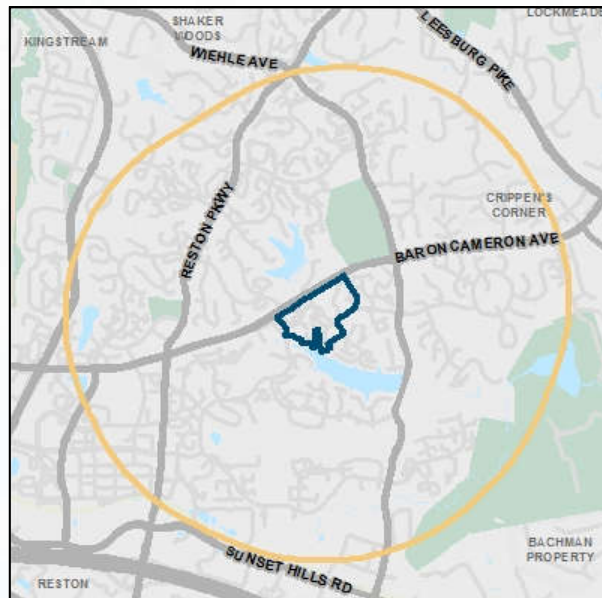 LOCKMEADE
SHAKER
WOODS
KINGSTREAM
WIEHLE AVE
LEESBURG PIKE
CRIPPEN'S
CORNER
RESTON PKWY
BARON CAMERON AVE
BACHMAN
PROPERTY
SUNSET HILLS RD
RESTON